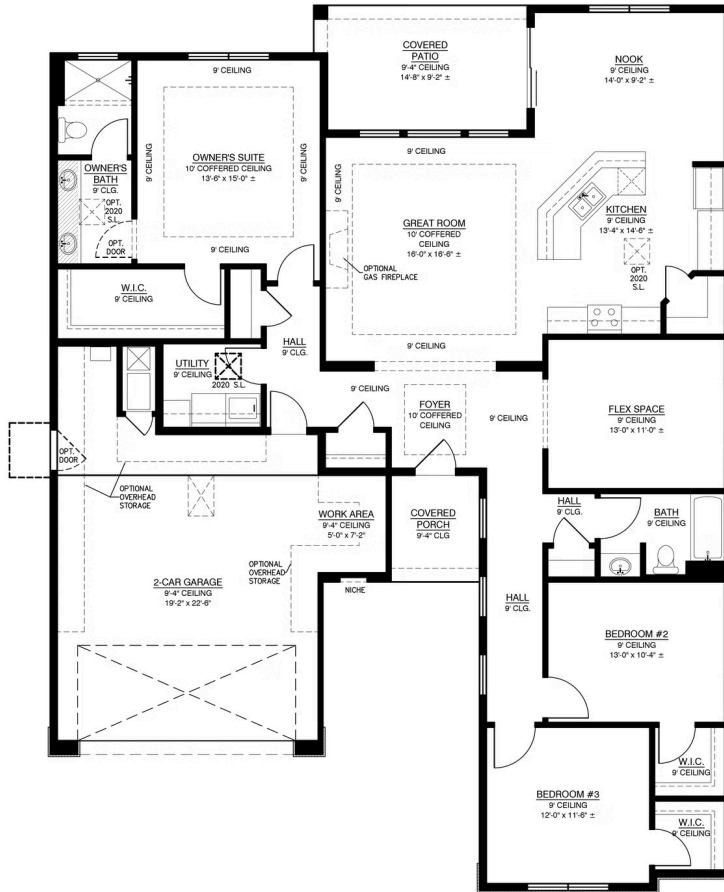 COVERED
PATIO
9'-4" CEILING
14'-8" x 9'-2" ±
NOOK
9' CEILING
14'-0" x 9'-2" ±
9' CEILING
9' CEILING
OWNER'S SUITE
10' COFFERED CEILING
13'-6" x 15'-0" ±
9' CEILING
9' CEILING
OWNER'S
BATH
9' CLG.
OPT.
2020
S.L.
OPT.
DOOR
9' CEILING
9' CEILING
GREAT ROOM
10' COFFERED
CEILING
16'-0" x 16'-6" ±
OPTIONAL
GAS FIREPLACE
9' CEILING
KITCHEN
9' CEILING
13'-4" x 14'-6" ±
OPT.
2020
S.L.
W.I.C.
9' CEILING
HALL
9' CLG.
UTILITY
9' CEILING
2020 S.L.
9' CEILING
FOYER
10' COFFERED
CEILING
9' CEILING
FLEX SPACE
9' CEILING
13'-0" x 11'-0" ±
OPT.
DOOR
OPTIONAL
OVERHEAD
STORAGE
WORK AREA
9'-4" CEILING
5'-0" x 7'-2"
COVERED
PORCH
9'-4" CLG
HALL
9' CLG.
BATH
9' CEILING
OPTIONAL
OVERHEAD
STORAGE
NICHE
2-CAR GARAGE
9'-4" CEILING
19'-2" x 22'-6"
HALL
9' CLG.
BEDROOM #2
9' CEILING
13'-0" x 10'-4" ±
W.I.C.
9' CEILING
BEDROOM #3
9' CEILING
12'-0" x 11'-6" ±
W.I.C.
9' CEILING